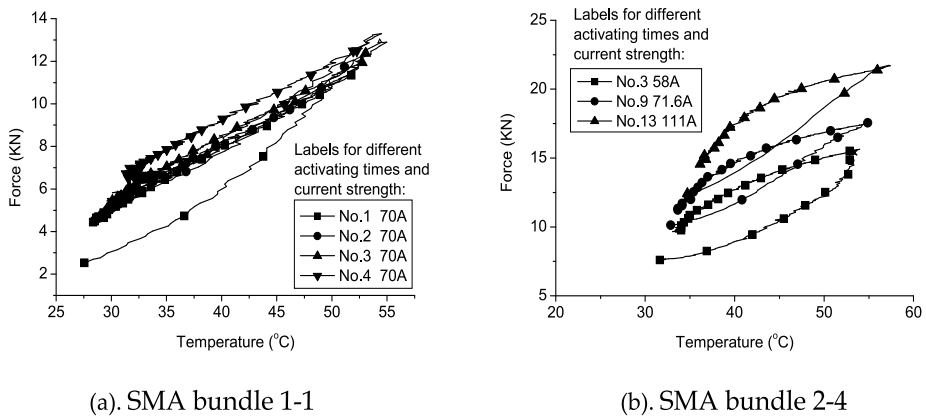 13
12
10
8
6
4
2
Force (KN)
25 30 35 40 45 50 55
Temperature (°C)
Labels for different
activating times and
current strength:
No.1 70A
No.2 70A
No.3 70A
No.4 70A
(a). SMA bundle 1-1
25
20
15
10
5
Force (KN)
20 30 40 50 60
Temperature (°C)
Labels for different
activating times and
current strength:
No.3 58A
No.9 71.6A
No.13 111A
(b). SMA bundle 2-4